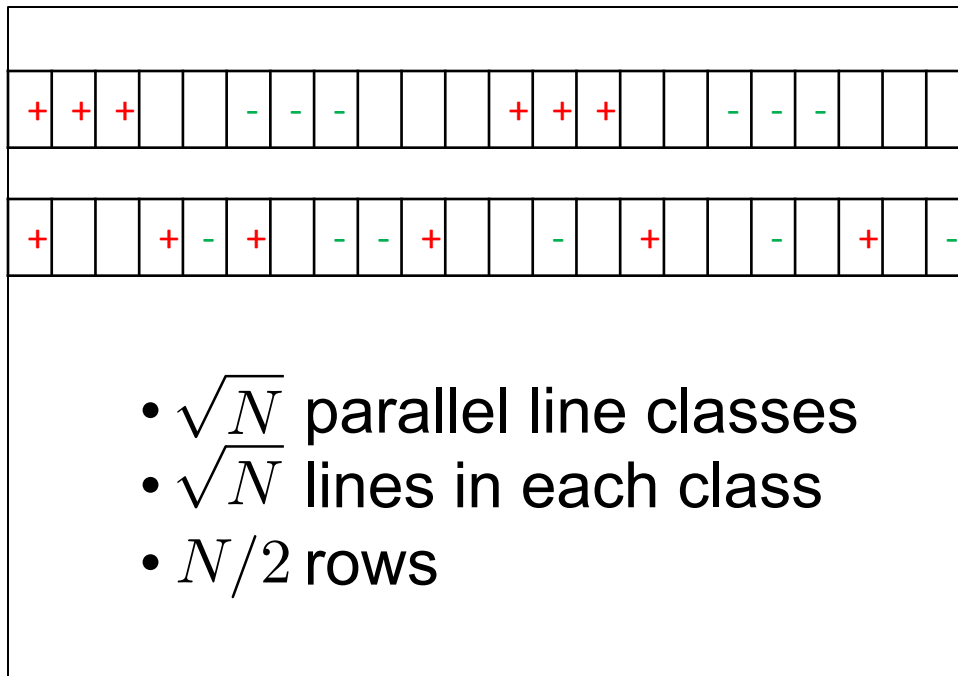 + + + - - - + + + - - -
+ + - + - - + - + - + -
• √N parallel line classes
• √N lines in each class
• N/2 rows